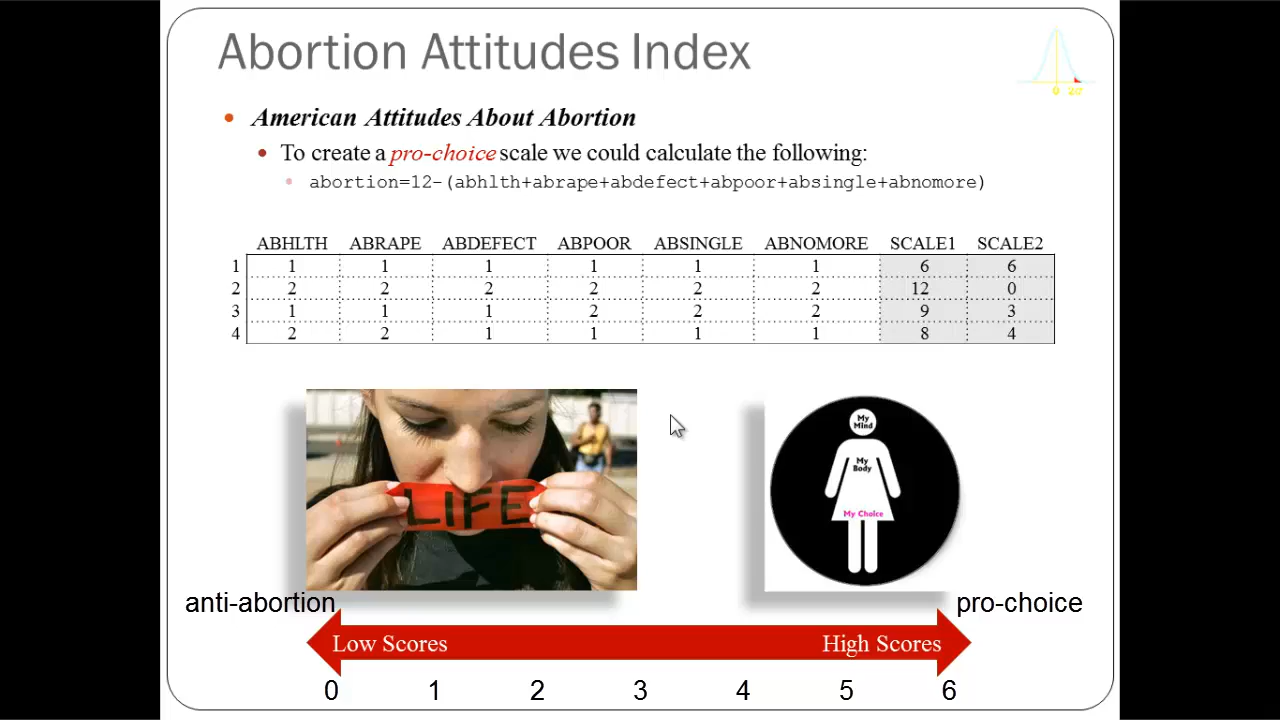 Abortion Attitudes Index
0 2σ
• American Attitudes About Abortion
• To create a pro-choice scale we could calculate the following:
• abortion=12-(abhlth+abrape+abdefect+abpoor+absingle+abnomore)
ABHLTH ABRAPE ABDEFECT ABPOOR ABSINGLE ABNOMORE SCALE1 SCALE2
1 1 1 1 1 1 1 6 6
2 2 2 2 2 2 2 12 0
3 1 1 1 2 2 2 9 3
4 2 2 1 1 1 1 8 4
LIFE
My
Mind
My
Body
My Choice
anti-abortion
pro-choice
Low Scores High Scores
0 1 2 3 4 5 6